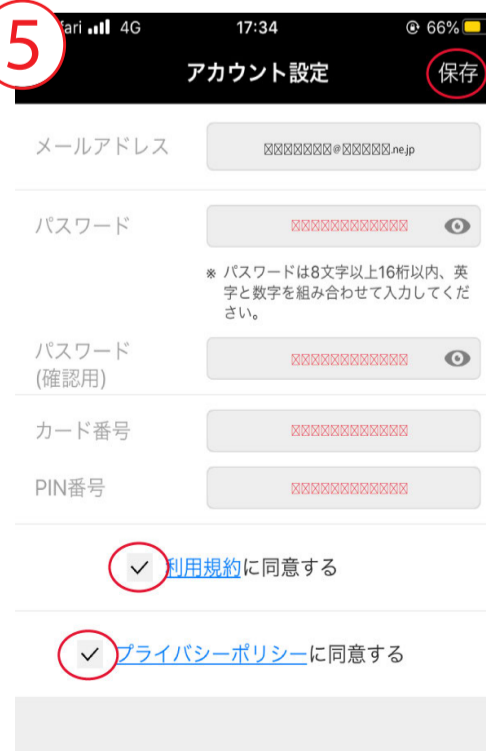 5
17:34
4G
66%
アカウント設定
保存
メールアドレス
@
.ne.jp
パスワード
※ パスワードは8文字以上16桁以内、英
字と数字を組み合わせて入力してくだ
さい。
パスワード
(確認用)
カード番号
PIN番号
利用規約に同意する
プライバシーポリシーに同意する